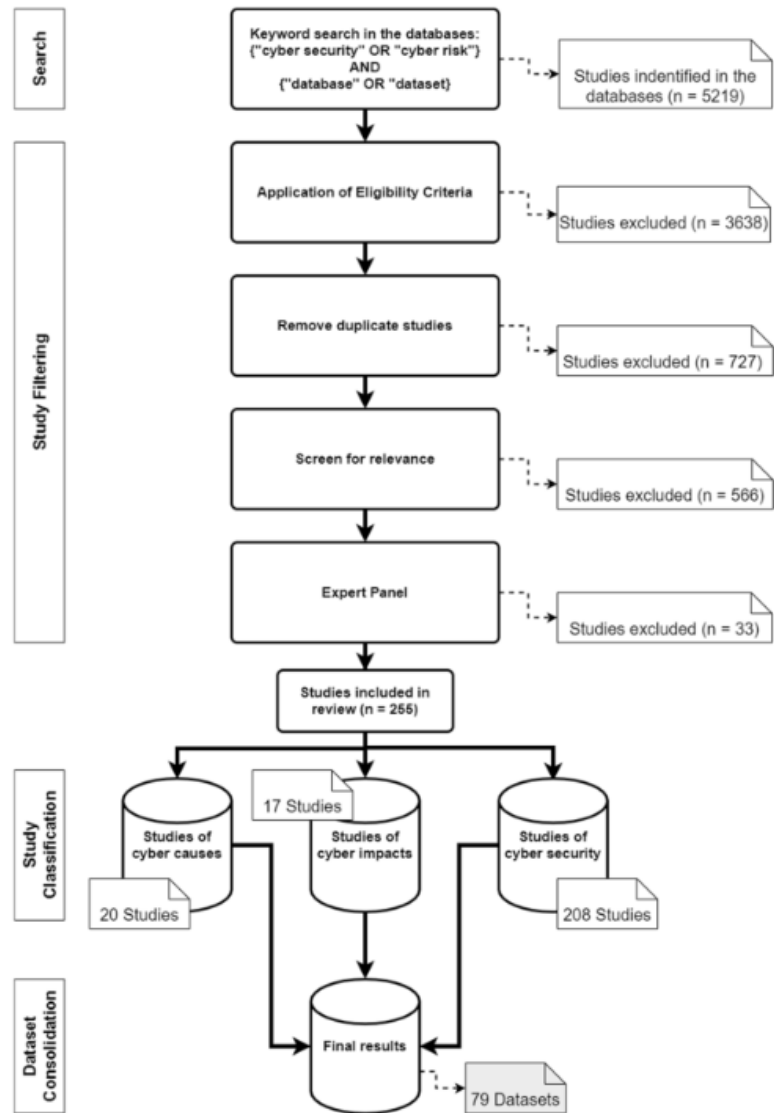 Search
Keyword search in the databases:
{"cyber security" OR "cyber risk"}
AND
{"database" OR "dataset}
Studies indentified in the
databases (n = 5219)
Study Filtering
Application of Eligibility Criteria
Studies excluded (n = 3638)
Remove duplicate studies
Studies excluded (n = 727)
Screen for relevance
Studies excluded (n = 566)
Expert Panel
Studies excluded (n = 33)
Studies included in
review (n = 255)
Study
Classification
Studies of
cyber causes
20 Studies
17 Studies
Studies of
cyber impacts
Studies of
cyber security
208 Studies
Dataset
Consolidation
Final results
79 Datasets